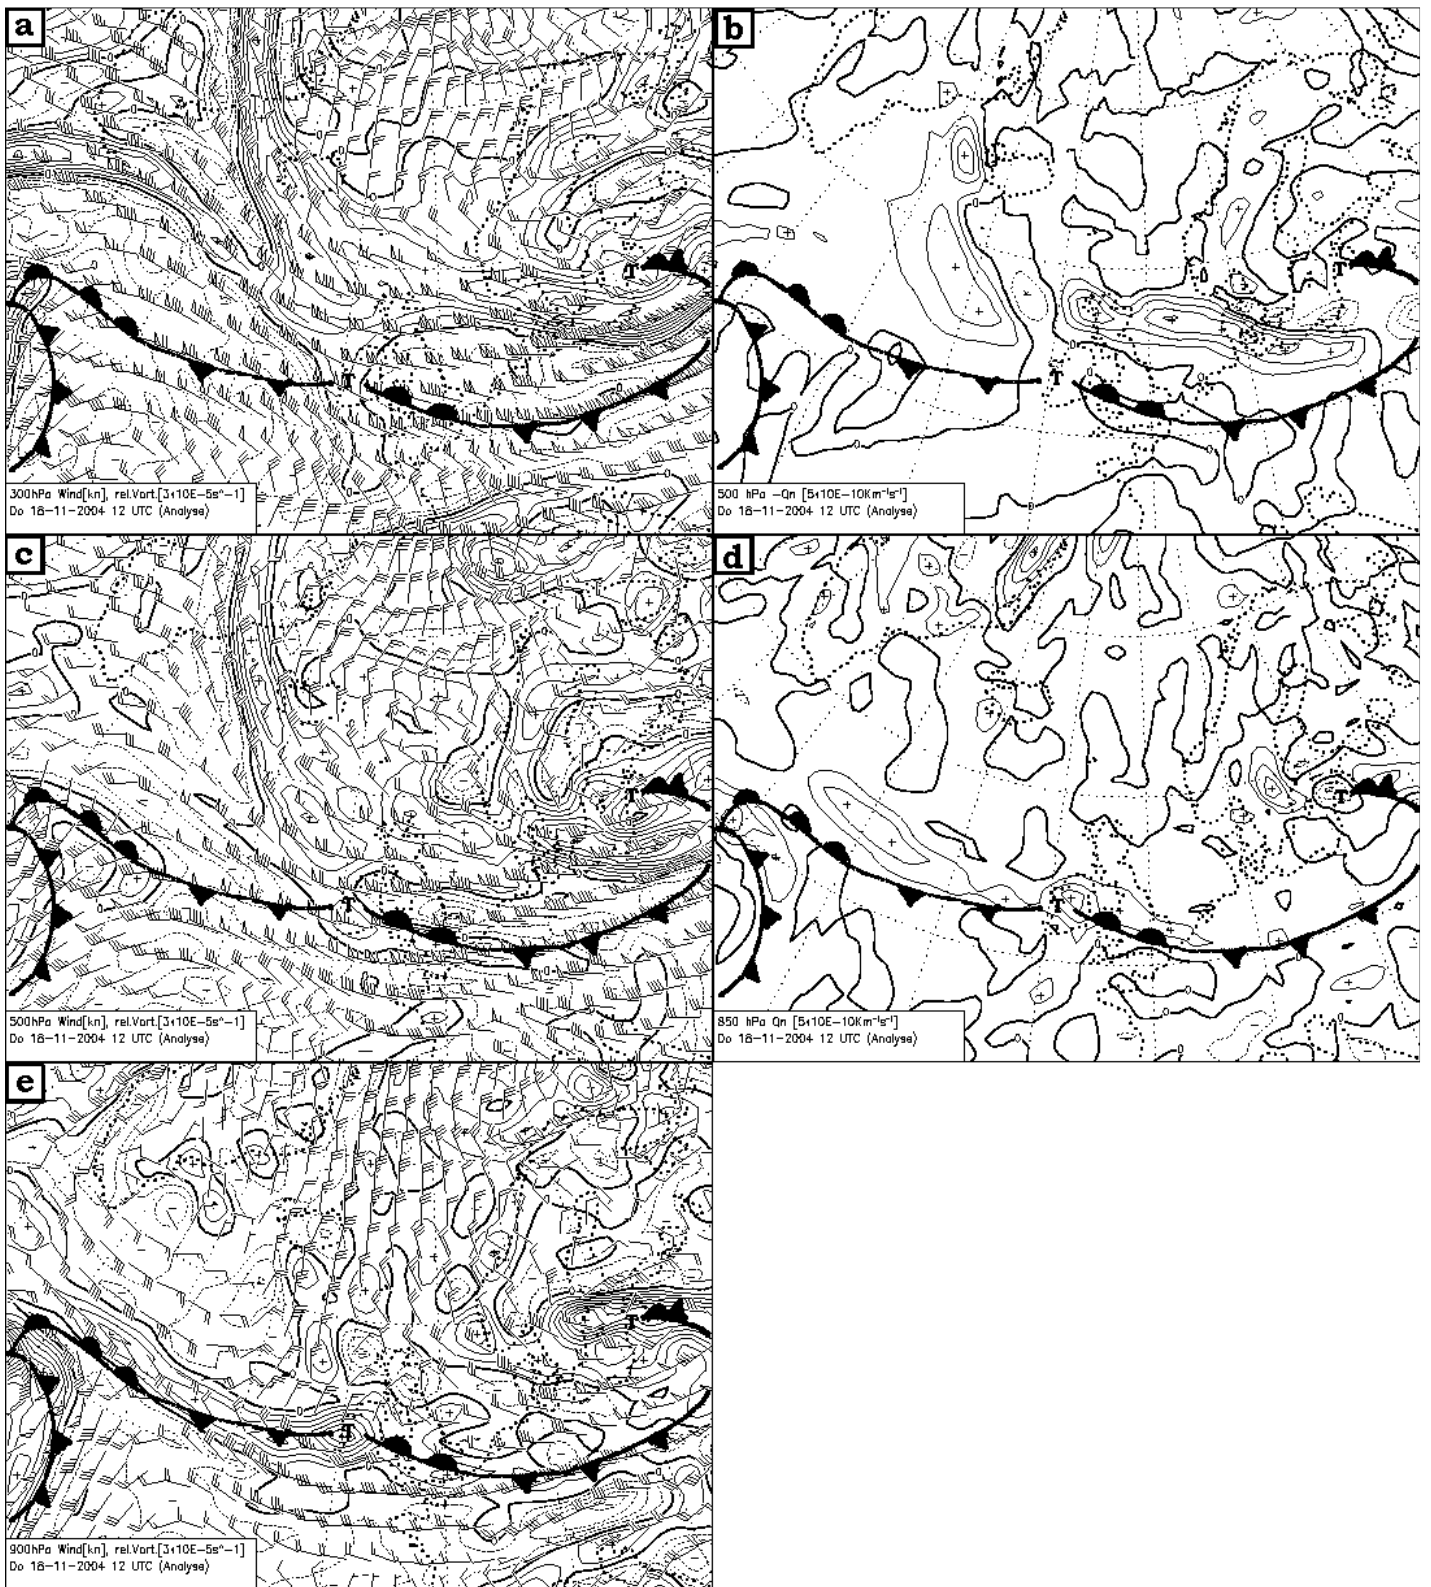 a
b
T
T
T
T
300hPa Wind[kn], rel.Vort.[3*10E-5s^-1]
Do 18-11-2004 12 UTC (Analyse)
500 hPa -Qn [5*10E-10Km⁻¹s⁻¹]
Do 18-11-2004 12 UTC (Analyse)
c
d
T
T
T
T
500hPa Wind[kn], rel.Vort.[3*10E-5s^-1]
Do 18-11-2004 12 UTC (Analyse)
850 hPa Qn [5*10E-10Km⁻¹s⁻¹]
Do 18-11-2004 12 UTC (Analyse)
e
T
T
900hPa Wind[kn], rel.Vort.[3*10E-5s^-1]
Do 18-11-2004 12 UTC (Analyse)